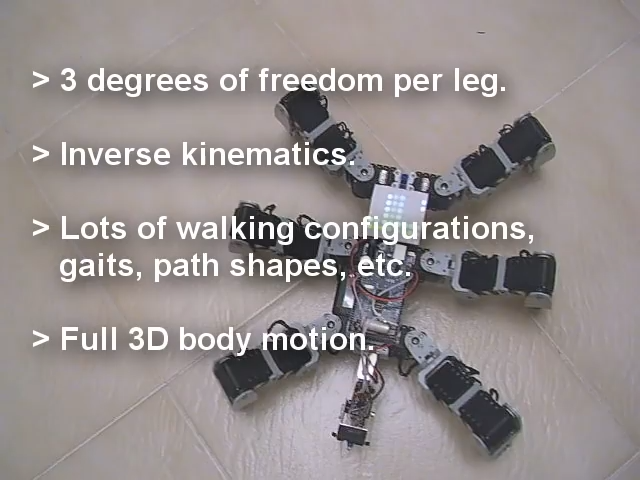 > 3 degrees of freedom per leg.
> Inverse kinematics.
> Lots of walking configurations,
gaits, path shapes, etc.
> Full 3D body motion.